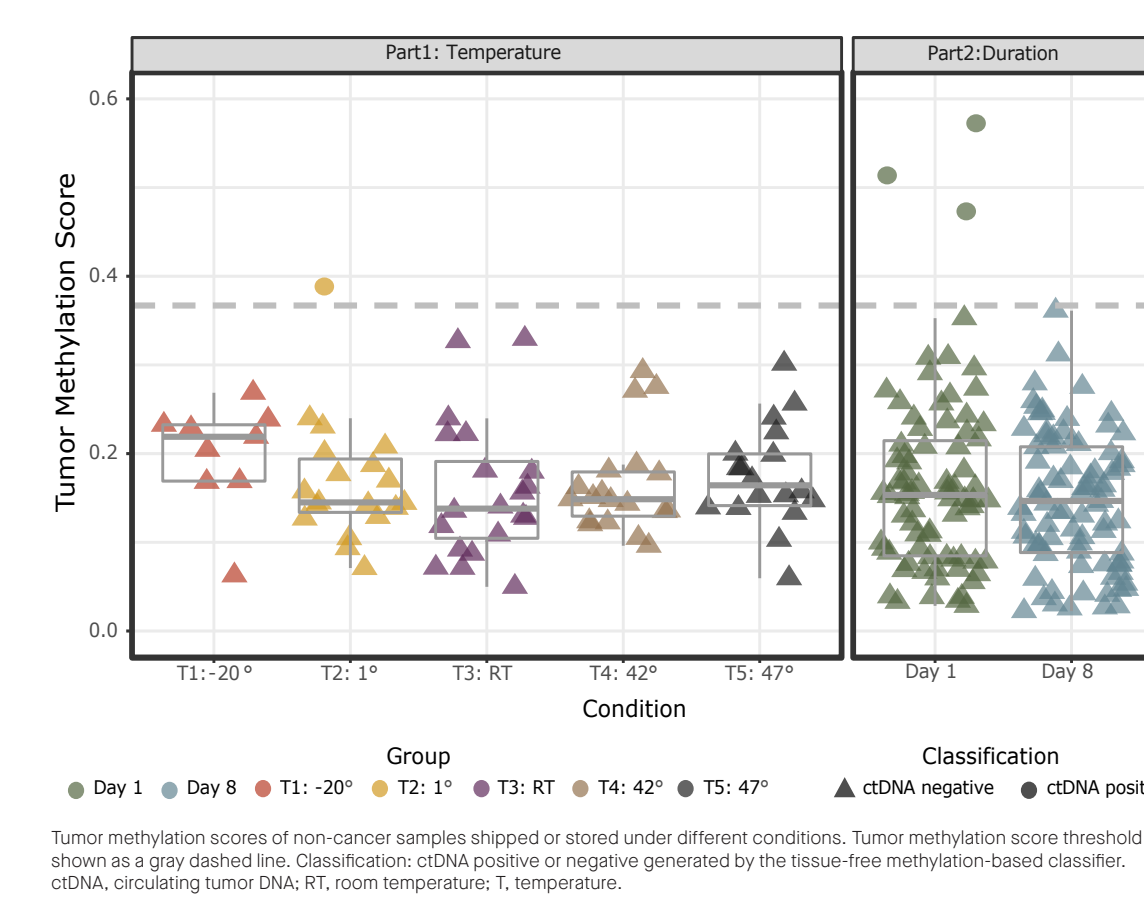 Part1: Temperature
Part2:Duration
Tumor Methylation Score
0.6
0.4
0.2
0.0
T1:-20° T2: 1° T3: RT T4: 42° T5: 47° Day 1 Day 8
Condition
Group
Classification
Day 1 Day 8 T1: -20° T2: 1° T3: RT T4: 42° T5: 47° ctDNA negative ctDNA posit
Tumor methylation scores of non-cancer samples shipped or stored under different conditions. Tumor methylation score threshold
shown as a gray dashed line. Classification: ctDNA positive or negative generated by the tissue-free methylation-based classifier.
ctDNA, circulating tumor DNA; RT, room temperature; T, temperature.